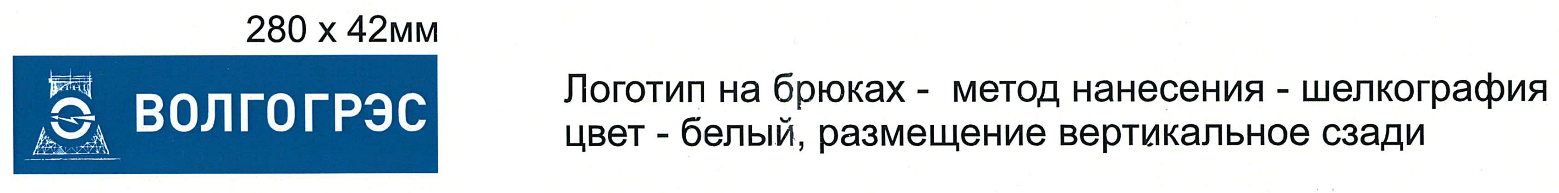 280 х 42мм
ВОЛГОГРЭС
Логотип на брюках - метод нанесения - шелкография
цвет - белый, размещение вертикальное сзади